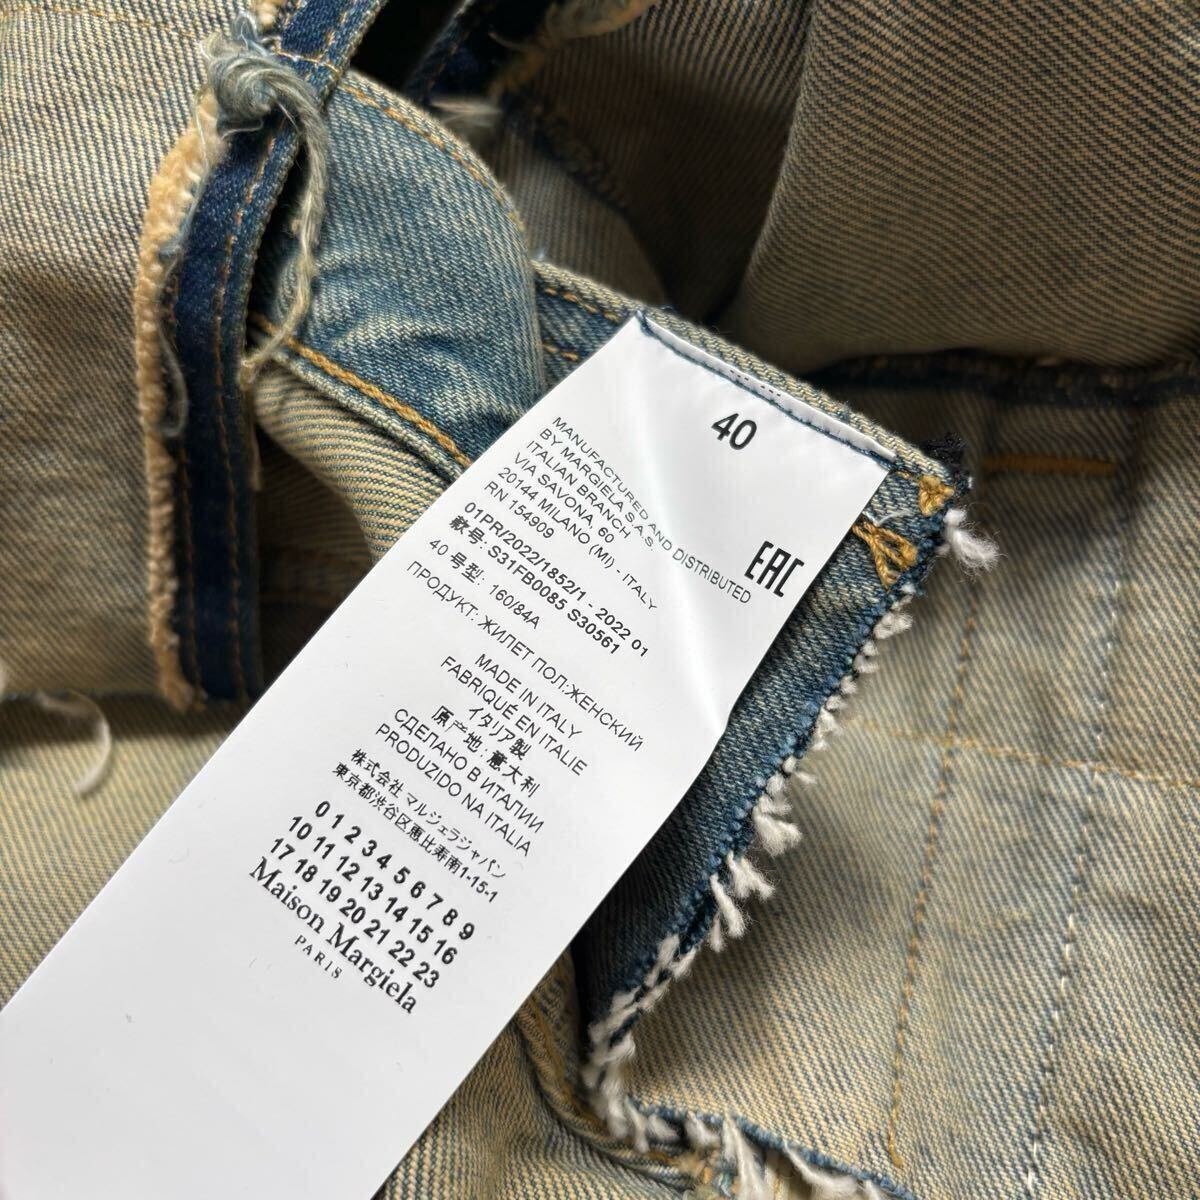 40
MANUFACTURED AND DISTRIBUTED
BY MARGIELA S.A.S.
ITALIAN BRANCH
VIA SAVONA, 60
20144 MILANO (MI) - ITALY
RN 154909
EAC
01PR/2022/1852/1 - 2022 01
款号: S31FB0085 S30561
40 号型: 160/84A
ПРОДУКТ: ЖИЛЕТ ПОЛ:ЖЕНСКИЙ
MADE IN ITALY
FABRIQUÉ EN ITALIE
イタリア製
原产地: 意大利
СДЕЛАНО В ИТАЛИИ
PRODUZIDO NA ITALIA
株式会社 マルジェラジャパン
東京都渋谷区恵比寿南1-15-1
0 1 2 3 4 5 6 7 8 9
10 11 12 13 14 15 16
17 18 19 20 21 22 23
Maison Margiela
PARIS